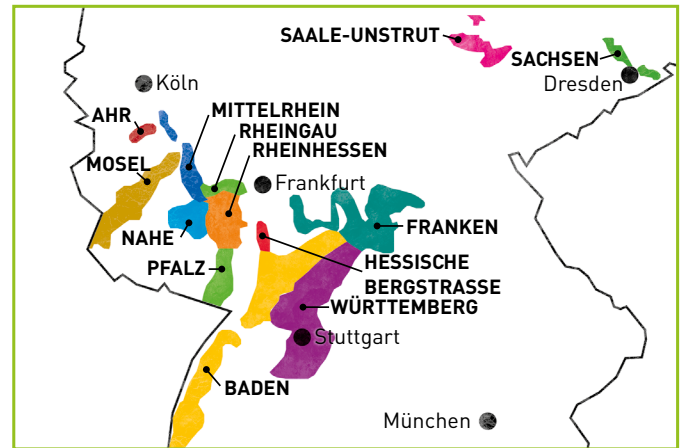 SAALE-UNSTRUT
SACHSEN
Dresden
Köln
AHR
MITTELRHEIN
RHEINGAU
RHEINHESSEN
MOSEL
Frankfurt
NAHE
FRANKEN
PFALZ
HESSISCHE
BERGSTRASSE
WÜRTTEMBERG
Stuttgart
BADEN
München